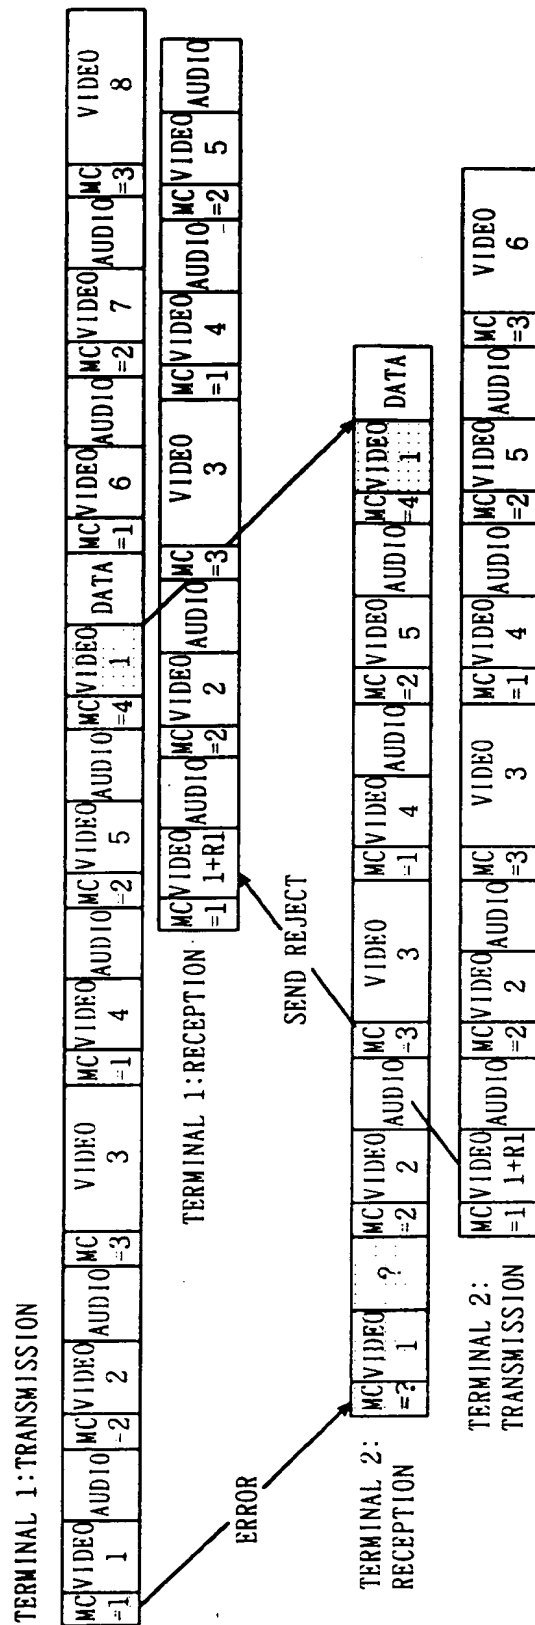 TERMINAL 1:TRANSMISSION
MC =1 VIDEO 1 AUDIO MC =2 VIDEO 2 AUDIO MC =3 VIDEO 3 MC =1 VIDEO 4 AUDIO MC =2 VIDEO 5 AUDIO MC =4 VIDEO 1 DATA MC =1 VIDEO 6 AUDIO MC =2 VIDEO 7 AUDIO MC =3 VIDEO 8
MC =1 VIDEO 1+R1 AUDIO MC =2 VIDEO 2 AUDIO MC =3 VIDEO 3 MC =1 VIDEO 4 AUDIO MC =2 VIDEO 5 AUDIO
TERMINAL 1:RECEPTION
ERROR
SEND REJECT
MC =? VIDEO 1 ? MC =2 VIDEO 2 AUDIO MC =3 VIDEO 3 MC =1 VIDEO 4 AUDIO MC =2 VIDEO 5 AUDIO MC =4 VIDEO 1 DATA
TERMINAL 2:
RECEPTION
MC =1 VIDEO 1+R1 AUDIO MC =2 VIDEO 2 AUDIO MC =3 VIDEO 3 MC =1 VIDEO 4 AUDIO MC =2 VIDEO 5 AUDIO MC =3 VIDEO 6
TERMINAL 2:
TRANSMISSION